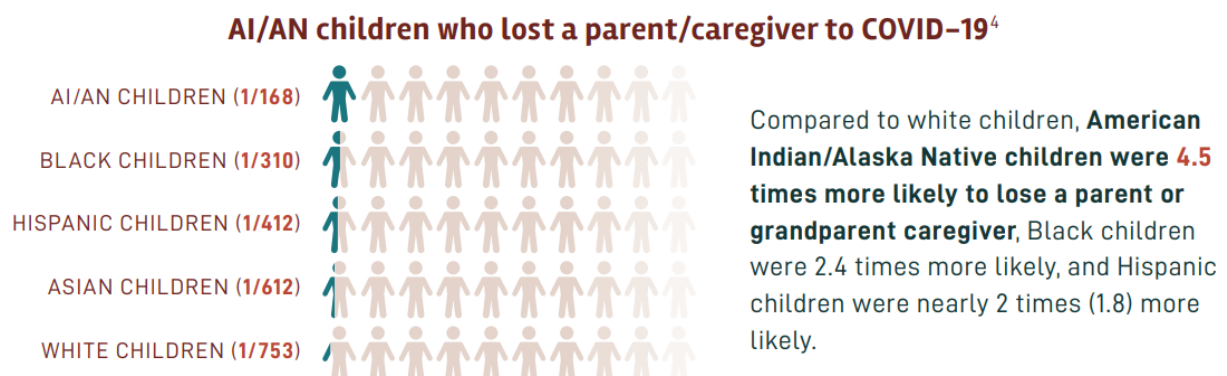 AI/AN children who lost a parent/caregiver to COVID-19⁴
AI/AN CHILDREN (1/168)
BLACK CHILDREN (1/310)
HISPANIC CHILDREN (1/412)
ASIAN CHILDREN (1/612)
WHITE CHILDREN (1/753)
Compared to white children, American
Indian/Alaska Native children were 4.5
times more likely to lose a parent or
grandparent caregiver, Black children
were 2.4 times more likely, and Hispanic
children were nearly 2 times (1.8) more
likely.